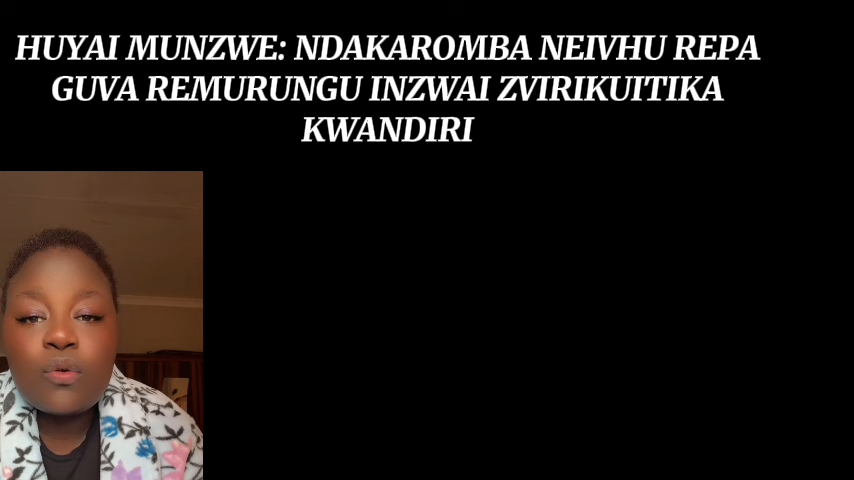 HUYAI MUNZWE: NDAKAROMBA NEIVHU REPA
GUVA REMURUNGU INZWAI ZVIRIKUITIKA
KWANDIRI